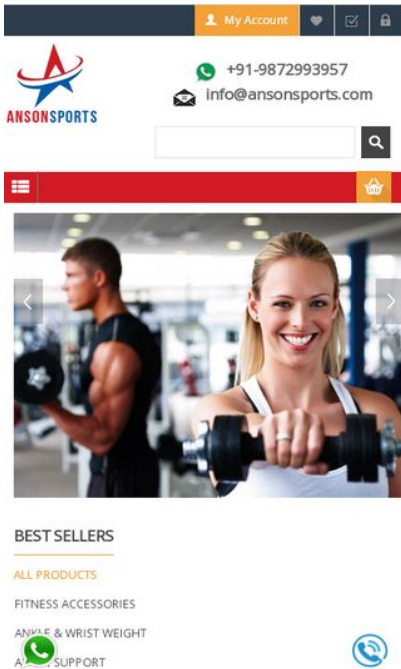 My Account
+91-9872993957
info@ansonsports.com
ANSONSPORTS
BEST SELLERS
ALL PRODUCTS
FITNESS ACCESSORIES
ANKLE & WRIST WEIGHT
SUPPORT